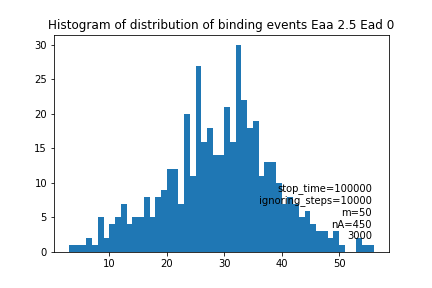 Histogram of distribution of binding events Eaa 2.5 Ead 0
30
25
20
15
10
5
0
stop_time=100000
ignoring_steps=10000
m=50
nA=450
3000
10 20 30 40 50